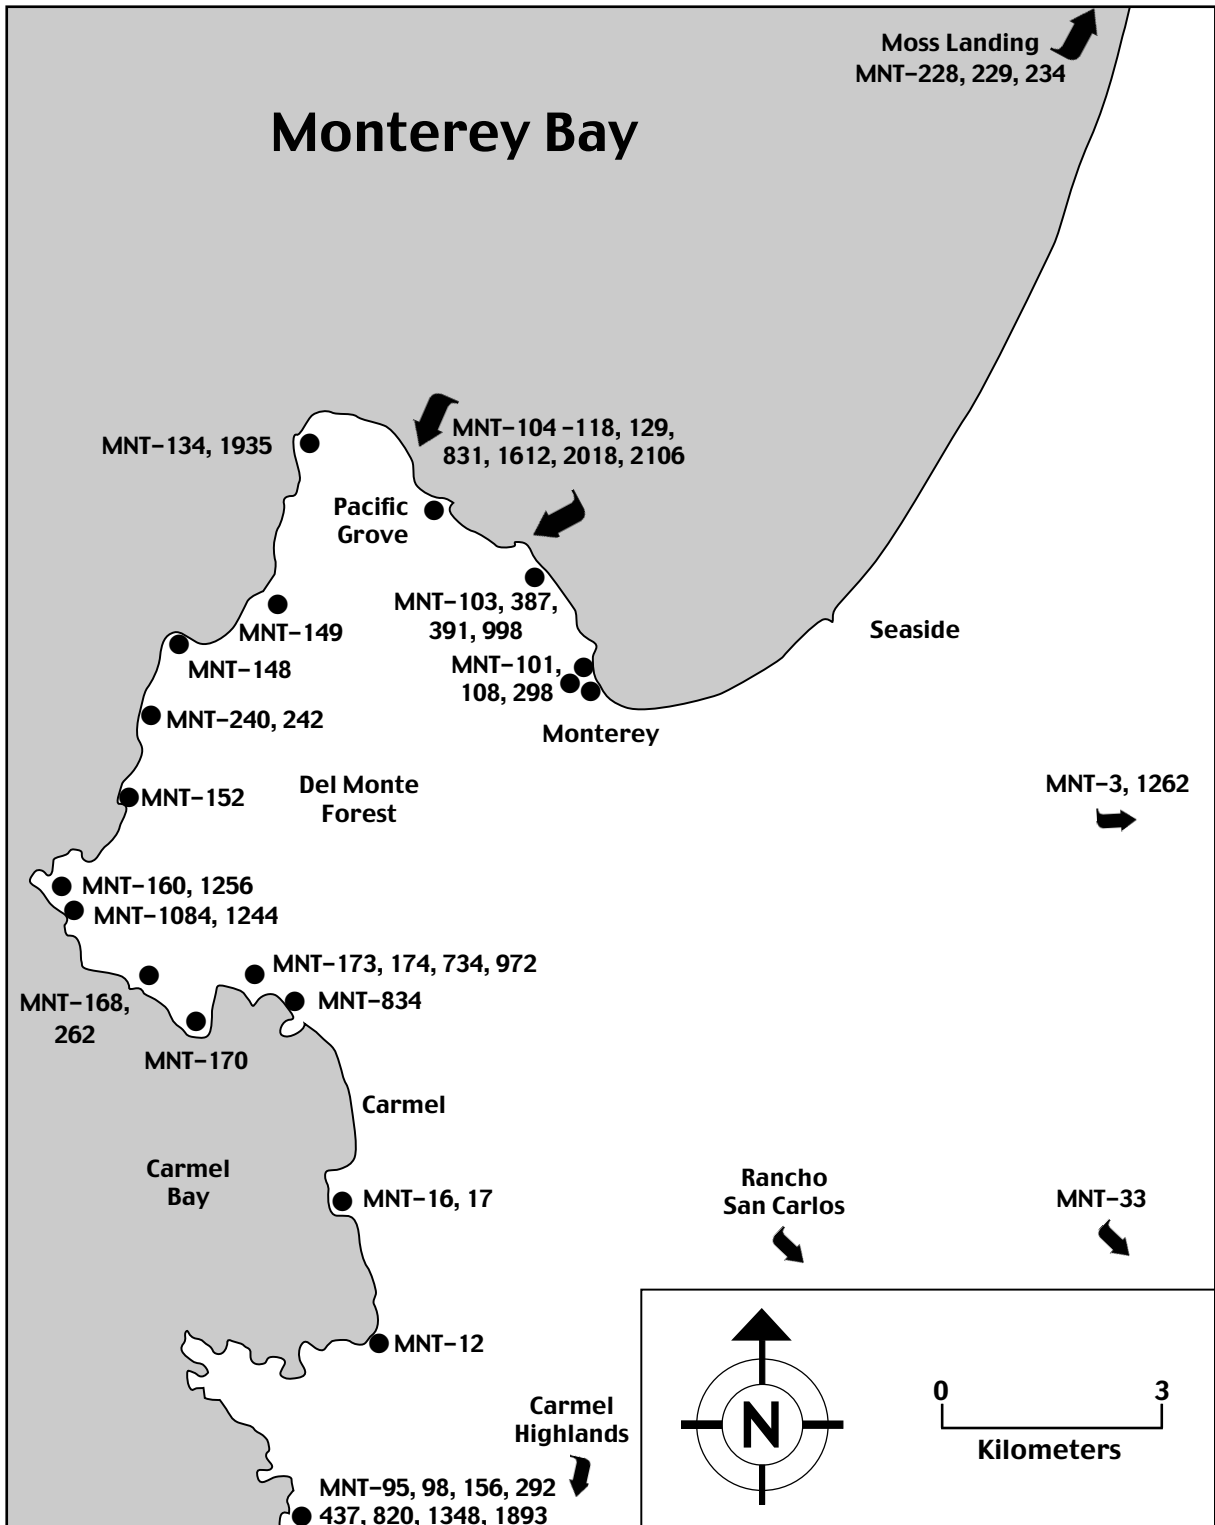 Moss Landing
MNT–228, 229, 234
Monterey Bay
MNT–134, 1935
MNT–104 –118, 129,
831, 1612, 2018, 2106
Pacific
Grove
MNT–103, 387,
391, 998
MNT–149
MNT–148
Seaside
MNT–101,
108, 298
MNT–240, 242
Monterey
MNT–152
Del Monte
Forest
MNT–3, 1262
MNT–160, 1256
MNT–1084, 1244
MNT–173, 174, 734, 972
MNT–168,
262
MNT–834
MNT–170
Carmel
Carmel
Bay
MNT–16, 17
Rancho
San Carlos
MNT–33
MNT–12
Carmel
Highlands
MNT–95, 98, 156, 292
437, 820, 1348, 1893
N
0 3
Kilometers